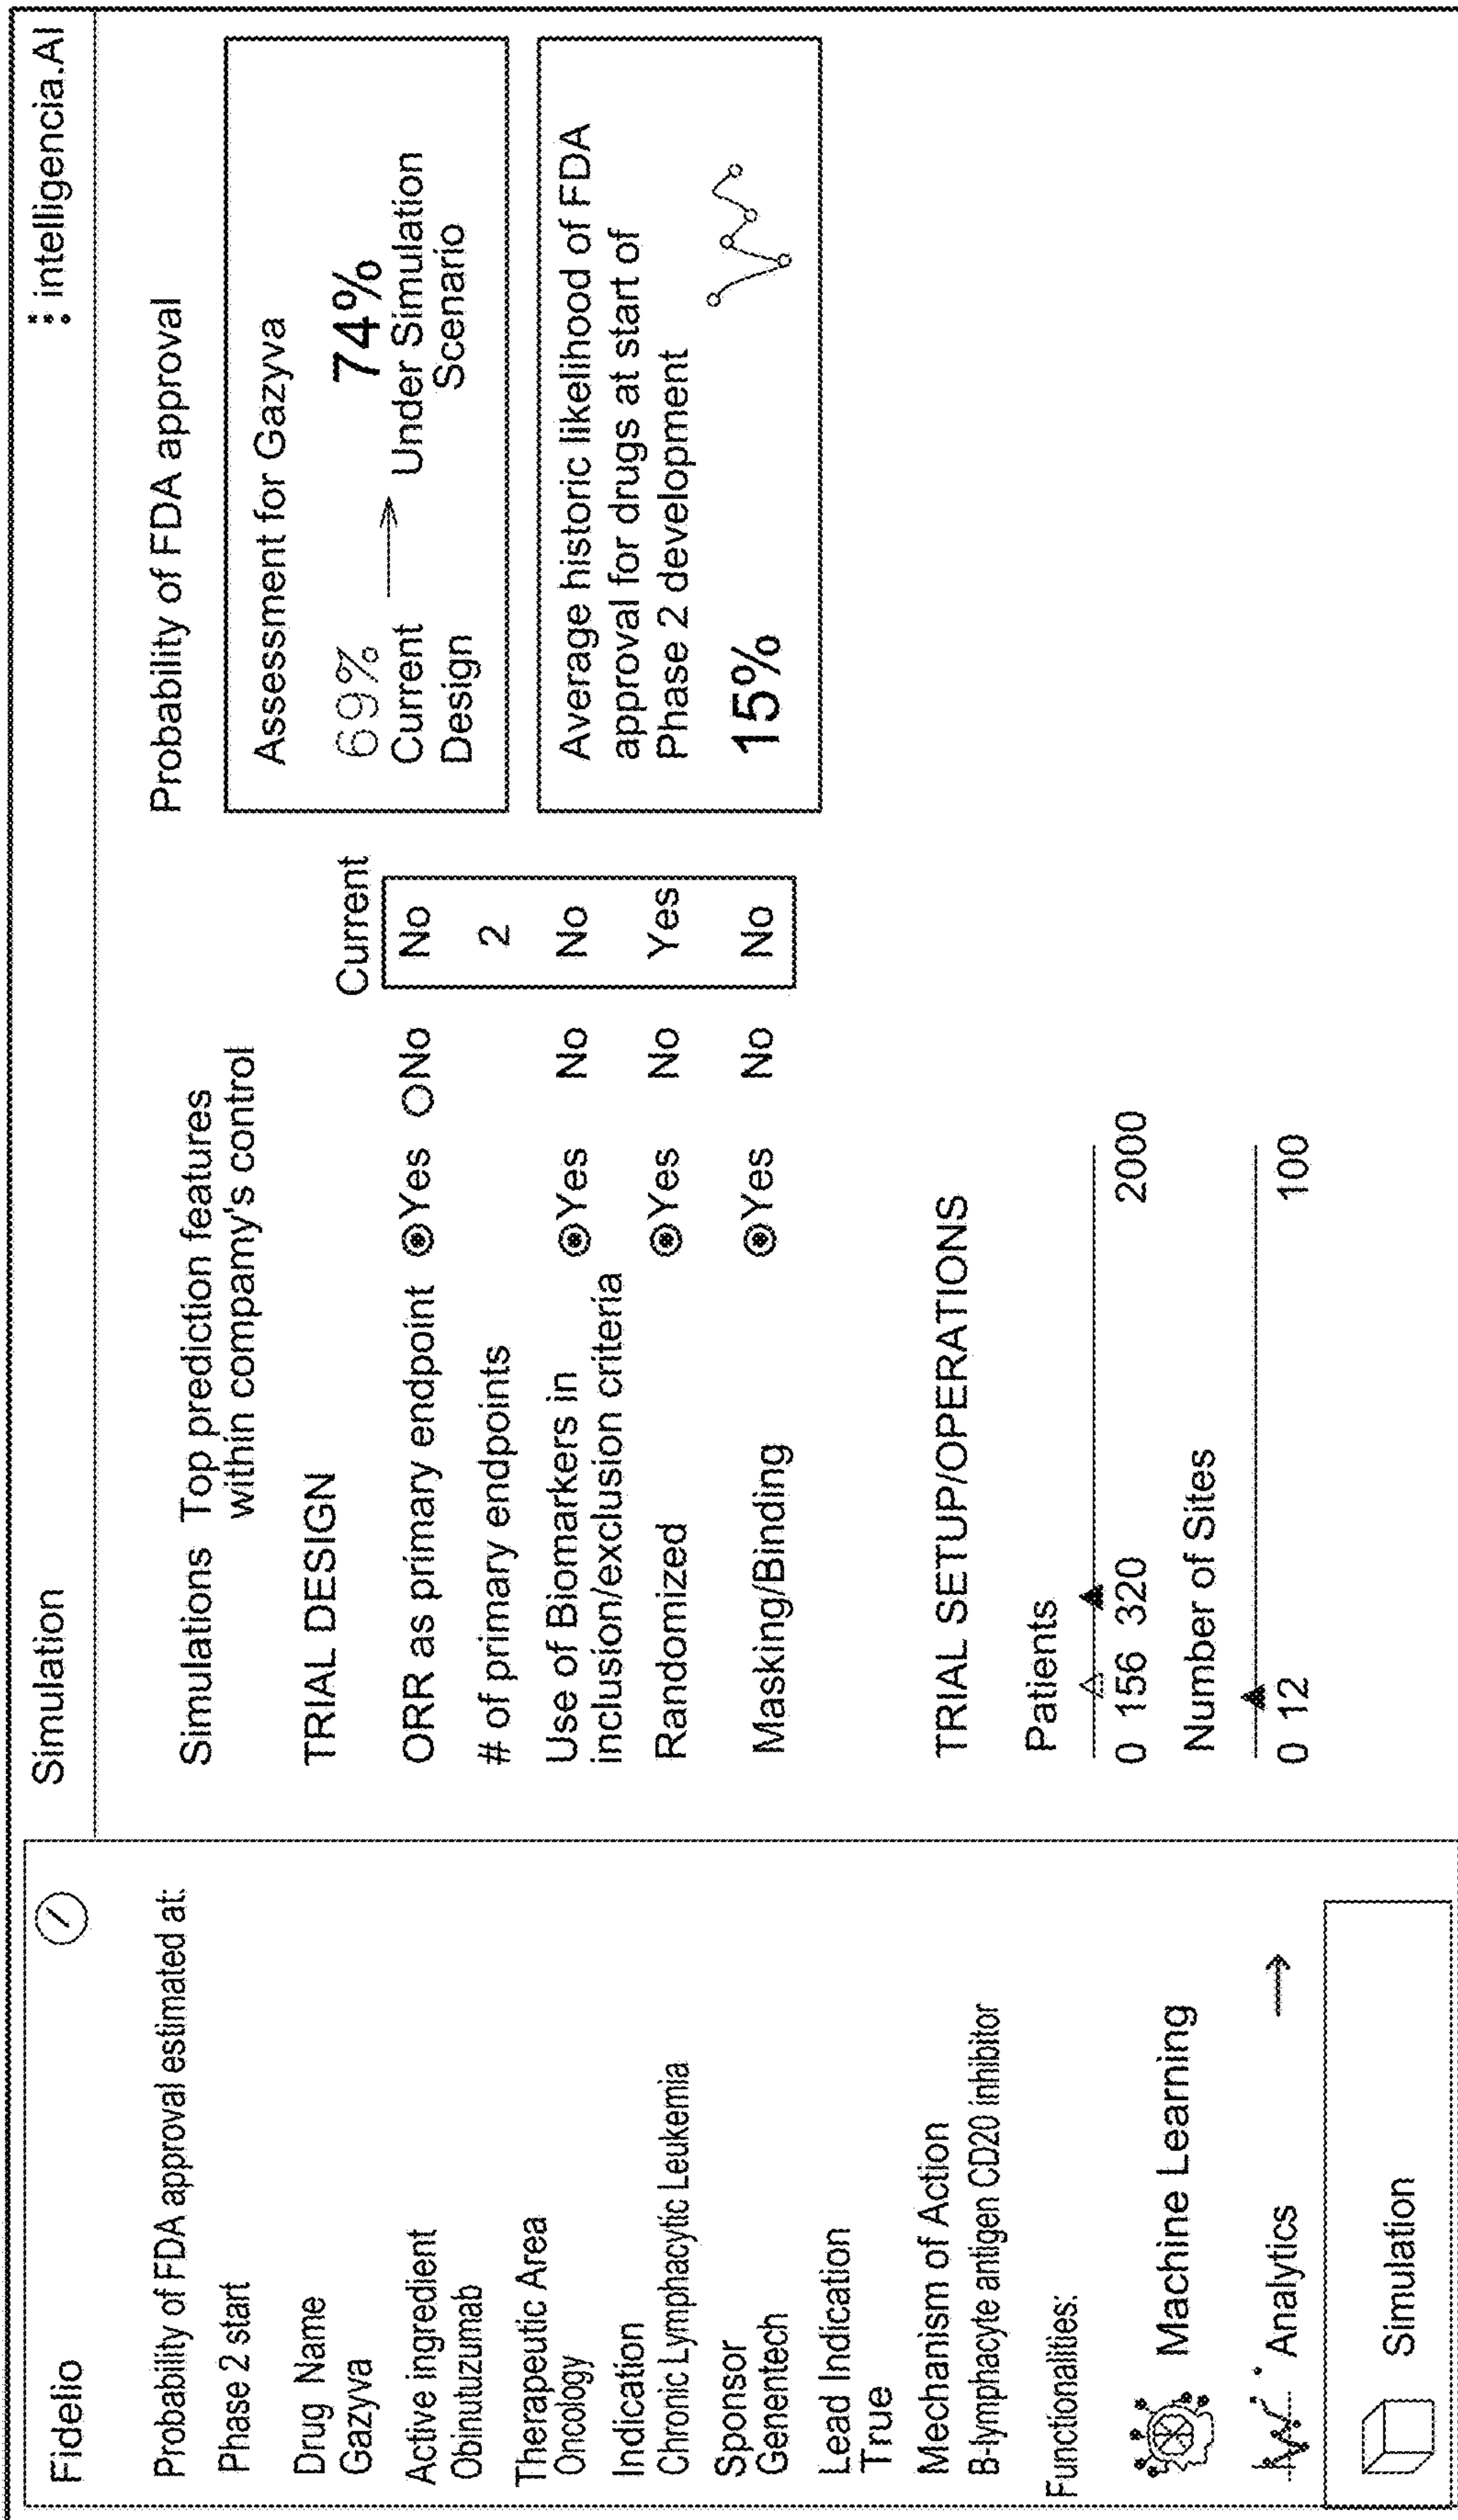 Fidelio
Probability of FDA approval estimated at:
Phase 2 start
Drug Name
Gazyva
Active ingredient
Obinutuzumab
Therapeutic Area
Oncology
Indication
Chronic Lymphacytic Leukemia
Sponsor
Genentech
Lead Indication
True
Mechanism of Action
B-lymphacyte antigen CD20 inhibitor
Functionalities:
Machine Learning
Analytics
Simulation
Simulation
intelligencia.AI
Simulations Top prediction features
within compamy's control
TRIAL DESIGN
Current
ORR as primary endpoint Yes No No
# of primary endpoints 2
Use of Biomarkers in Yes No No
inclusion/exclusion criteria
Randomized Yes No Yes
Masking/Binding Yes No No
TRIAL SETUP/OPERATIONS
Patients
0 156 320 2000
Number of Sites
0 12 100
Probability of FDA approval
Assessment for Gazyva
69% 74%
Current Under Simulation
Design Scenario
Average historic likelihood of FDA
approval for drugs at start of
Phase 2 development
15%